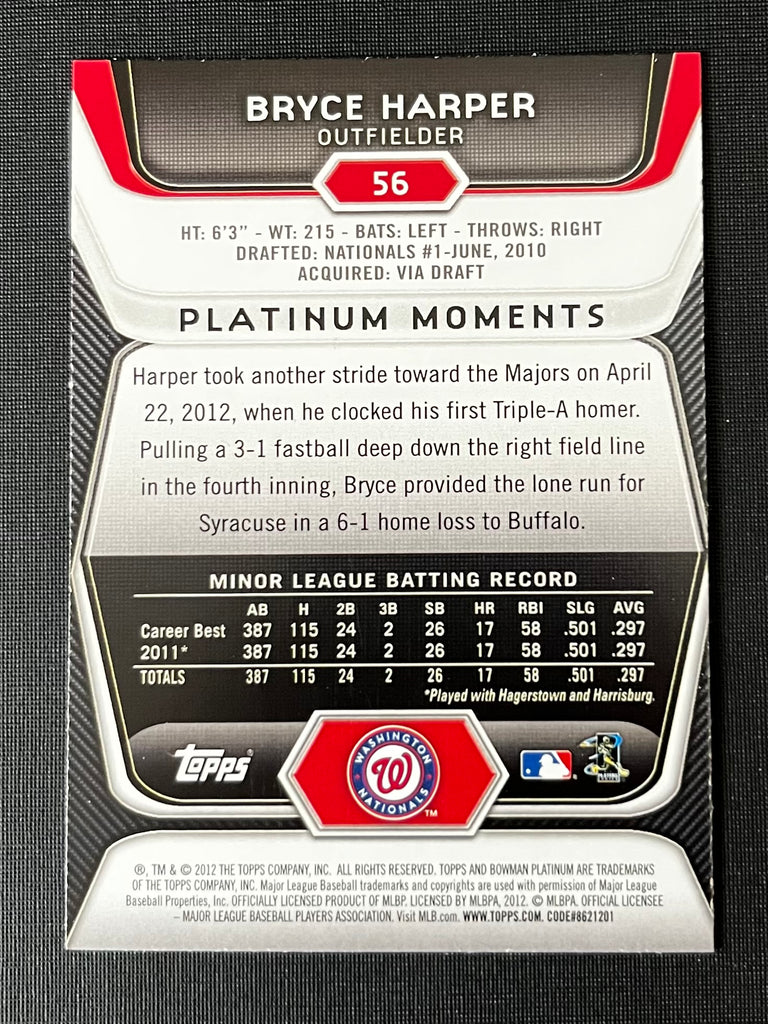 BRYCE HARPER
OUTFIELDER
56
HT: 6'3" - WT: 215 - BATS: LEFT - THROWS: RIGHT
DRAFTED: NATIONALS #1-JUNE, 2010
ACQUIRED: VIA DRAFT
PLATINUM MOMENTS
Harper took another stride toward the Majors on April
22, 2012, when he clocked his first Triple-A homer.
Pulling a 3-1 fastball deep down the right field line
in the fourth inning, Bryce provided the lone run for
Syracuse in a 6-1 home loss to Buffalo.
MINOR LEAGUE BATTING RECORD
AB H 2B 3B SB HR RBI SLG AVG
Career Best 387 115 24 2 26 17 58 .501 .297
2011* 387 115 24 2 26 17 58 .501 .297
TOTALS 387 115 24 2 26 17 58 .501 .297
*Played with Hagerstown and Harrisburg.
Topps®
WASHINGTON
W
NATIONALS
™
®
®, TM & © 2012 THE TOPPS COMPANY, INC. ALL RIGHTS RESERVED. TOPPS AND BOWMAN PLATINUM ARE TRADEMARKS
OF THE TOPPS COMPANY, INC. Major League Baseball trademarks and copyrights are used with permission of Major League
Baseball Properties, Inc. OFFICIALLY LICENSED PRODUCT OF MLBP. LICENSED BY MLBPA, 2012. © MLBPA. OFFICIAL LICENSEE
– MAJOR LEAGUE BASEBALL PLAYERS ASSOCIATION. Visit MLB.com. WWW.TOPPS.COM. CODE#8621201